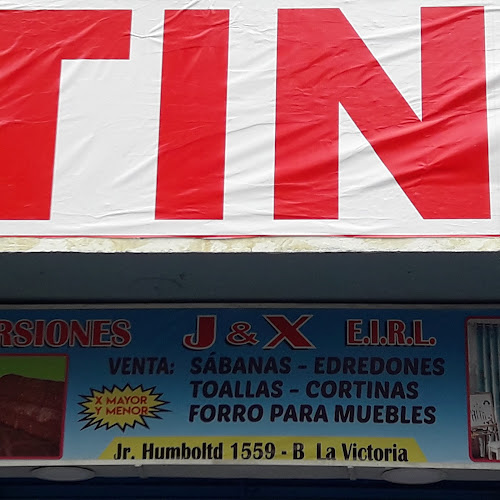 TIN
RSIONES J & X E.I.R.L.
VENTA: SÁBANAS - EDREDONES
TOALLAS - CORTINAS
X MAYOR
Y MENOR
FORRO PARA MUEBLES
Jr. Humboltd 1559 - B La Victoria